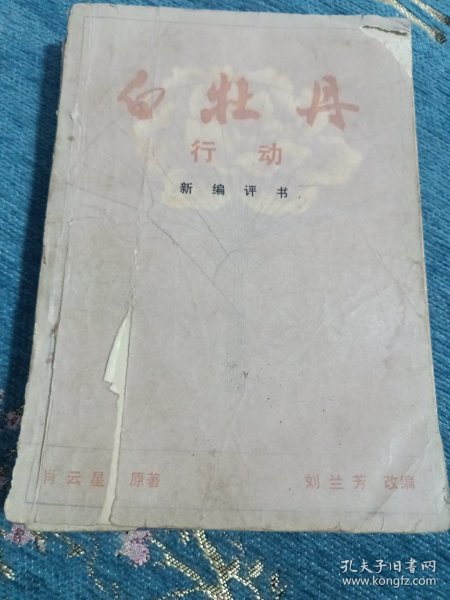 白牡丹
行动
新编评书
肖云星 原著 刘兰芳 改编
孔夫子旧书网
www.kongfz.com